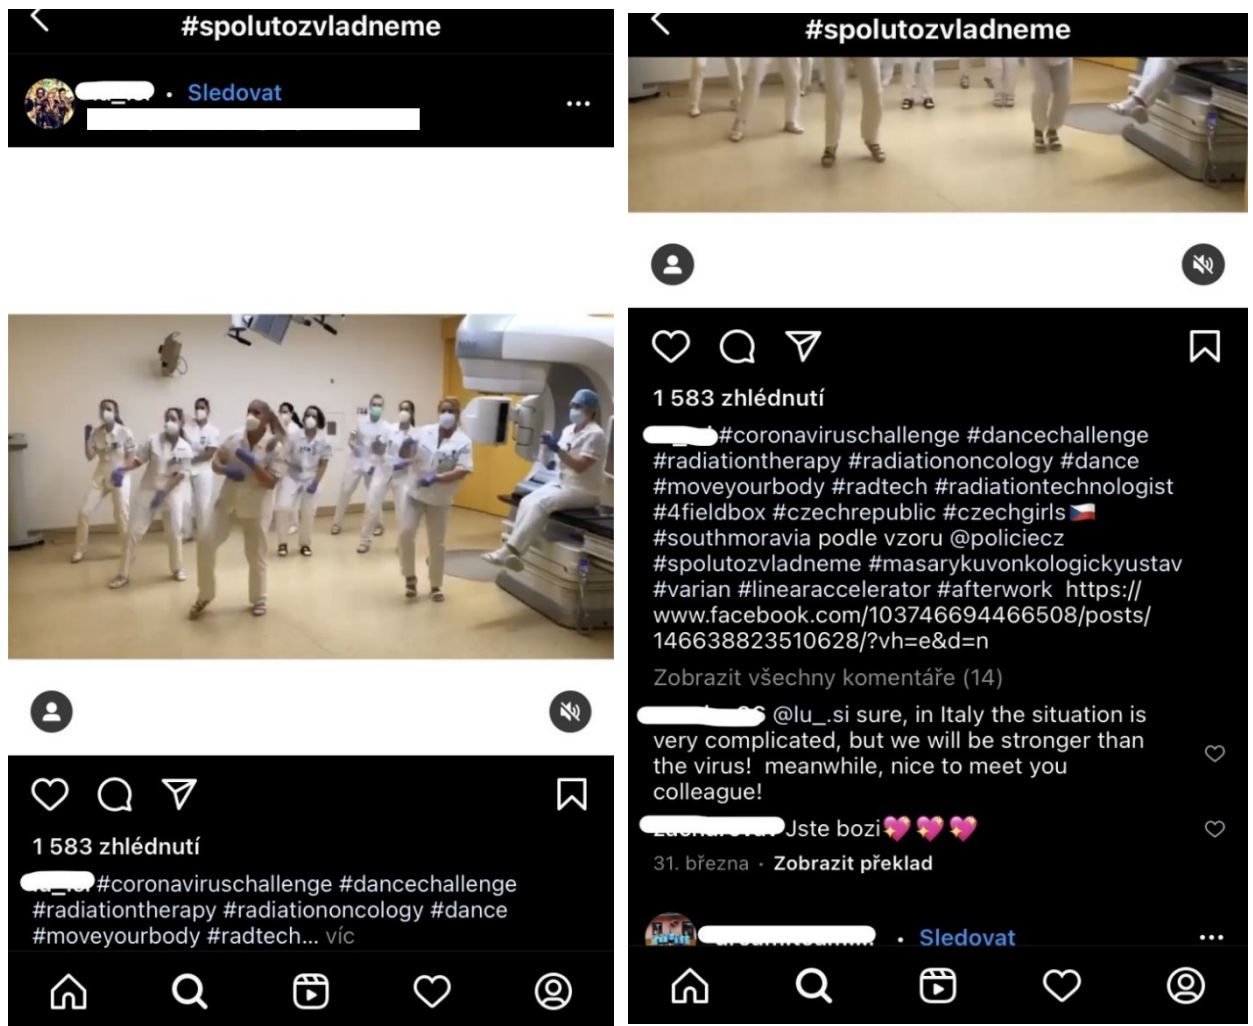 #spolutozvladneme
• Sledovat
1 583 zhlédnutí
#coronaviruschallenge #dancechallenge
#radiationtherapy #radiationoncology #dance
#moveyourbody #radtech... víc
#spolutozvladneme
1 583 zhlédnutí
#coronaviruschallenge #dancechallenge
#radiationtherapy #radiationoncology #dance
#moveyourbody #radtech #radiationtechnologist
#4fieldbox #czechrepublic #czechgirls🇨🇿
#southmoravia podle vzoru @policiecz
#spolutozvladneme #masarykuvonkologickyustav
#varian #linearaccelerator #afterwork https://
www.facebook.com/103746694466508/posts/
146638823510628/?vh=e&d=n
Zobrazit všechny komentáře (14)
@lu_.si sure, in Italy the situation is
very complicated, but we will be stronger than
the virus! meanwhile, nice to meet you
colleague!
Jste bozi💖💖💖
31. března · Zobrazit překlad
• Sledovat